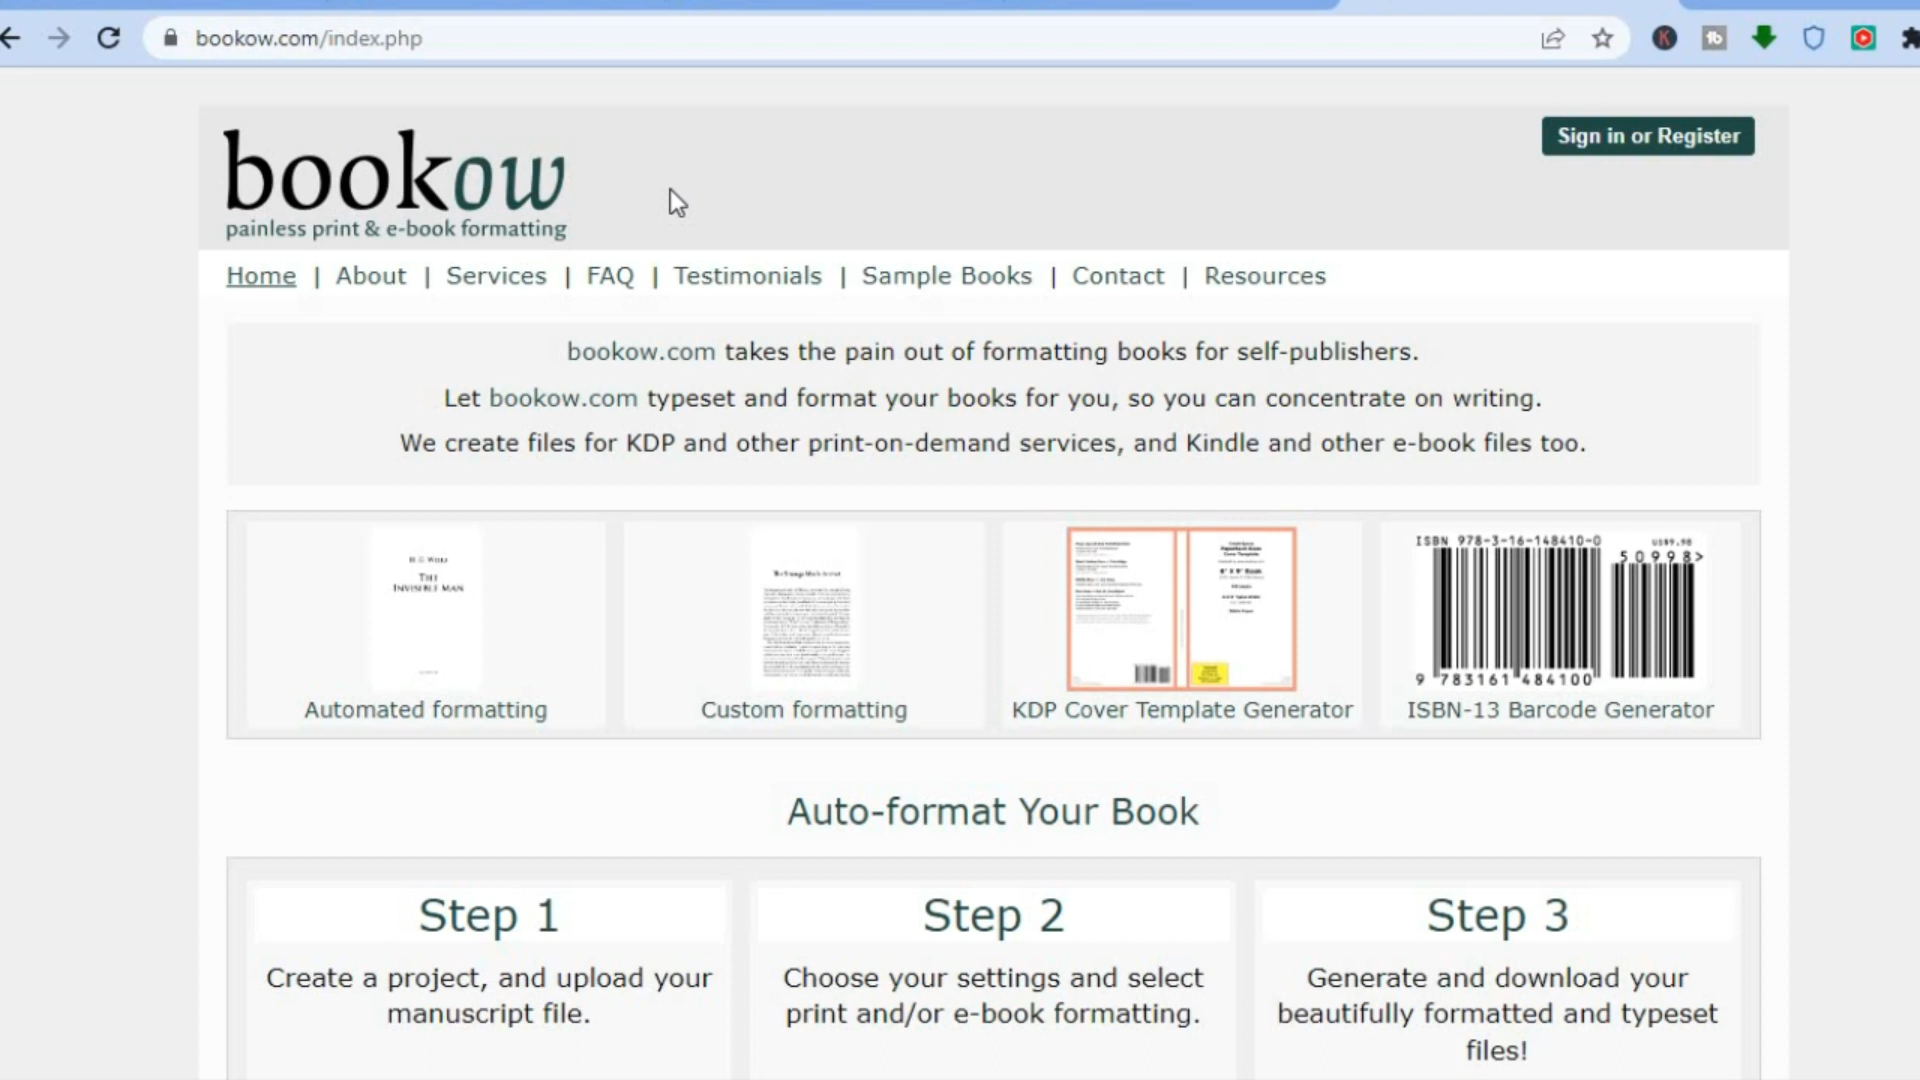 bookow.com/index.php
bookow
painless print & e-book formatting
Sign in or Register
Home | About | Services | FAQ | Testimonials | Sample Books | Contact | Resources
bookow.com takes the pain out of formatting books for self-publishers.
Let bookow.com typeset and format your books for you, so you can concentrate on writing.
We create files for KDP and other print-on-demand services, and Kindle and other e-book files too.
THE
INVISIBLE MAN
ISBN 978-3-16-148410-0
50998>
9 783161 484100
Automated formatting
Custom formatting
KDP Cover Template Generator
ISBN-13 Barcode Generator
Auto-format Your Book
Step 1
Create a project, and upload your
manuscript file.
Step 2
Choose your settings and select
print and/or e-book formatting.
Step 3
Generate and download your
beautifully formatted and typeset
files!